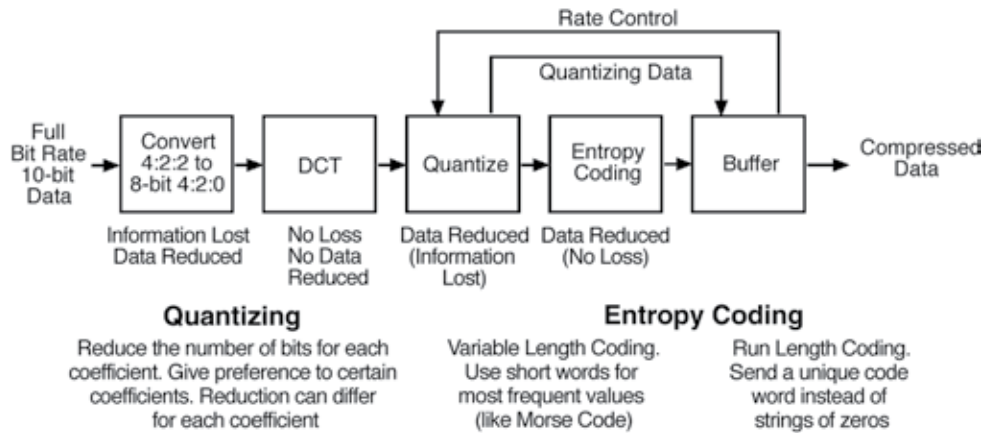 Rate Control
Quantizing Data
Full
Bit Rate
10-bit
Data
Convert
4:2:2 to
8-bit 4:2:0
DCT
Quantize
Entropy
Coding
Buffer
Compressed
Data
Information Lost
Data Reduced
No Loss
No Data
Reduced
Data Reduced
(Information
Lost)
Data Reduced
(No Loss)
Quantizing
Reduce the number of bits for each
coefficient. Give preference to certain
coefficients. Reduction can differ
for each coefficient
Entropy Coding
Variable Length Coding.
Use short words for
most frequent values
(like Morse Code)
Run Length Coding.
Send a unique code
word instead of
strings of zeros